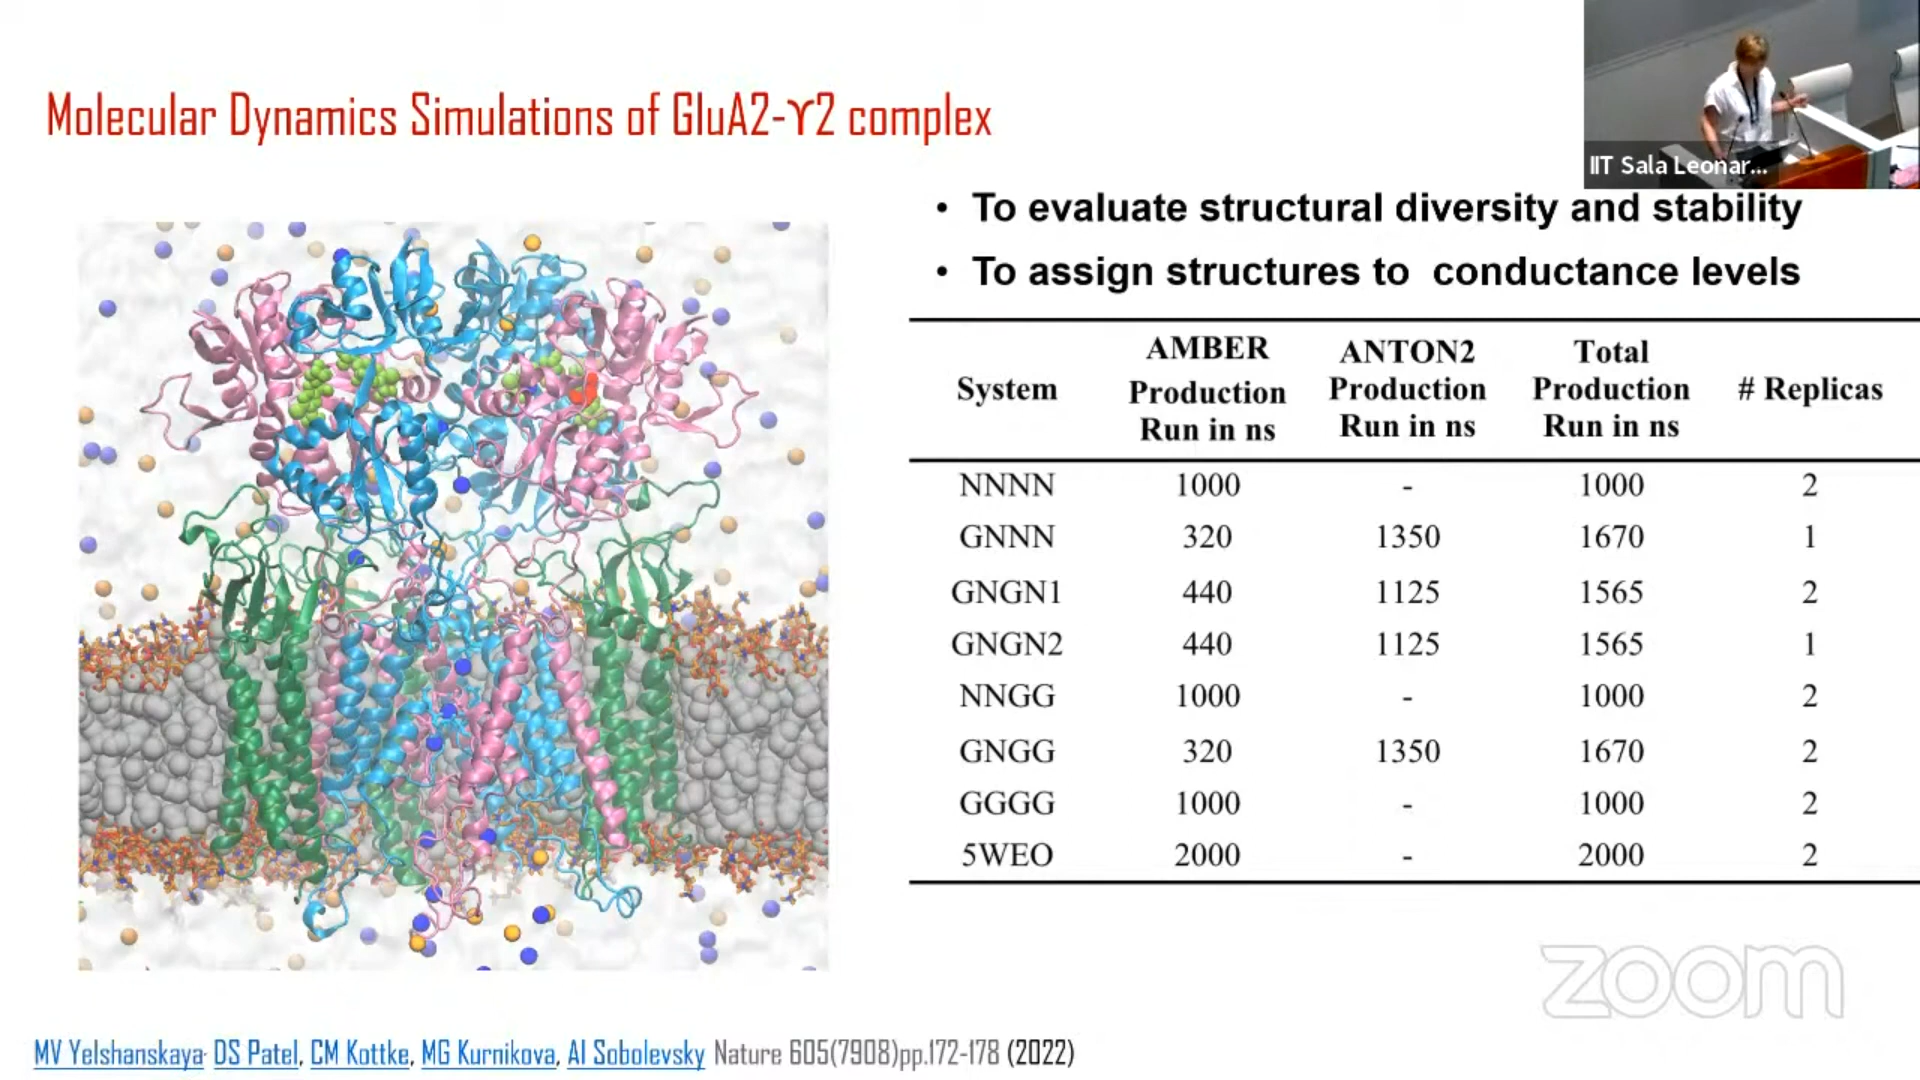 Molecular Dynamics Simulations of GluA2-ϒ2 complex
IIT Sala Leonar...
• To evaluate structural diversity and stability
• To assign structures to conductance levels
System AMBER Production Run in ns ANTON2 Production Run in ns Total Production Run in ns # Replicas
NNNN 1000 - 1000 2
GNNN 320 1350 1670 1
GNGN1 440 1125 1565 2
GNGN2 440 1125 1565 1
NNGG 1000 - 1000 2
GNGG 320 1350 1670 2
GGGG 1000 - 1000 2
5WEO 2000 - 2000 2
zoom
MV Yelshanskaya, DS Patel, CM Kottke, MG Kurnikova, AI Sobolevsky Nature 605(7908)pp.172-178 (2022)